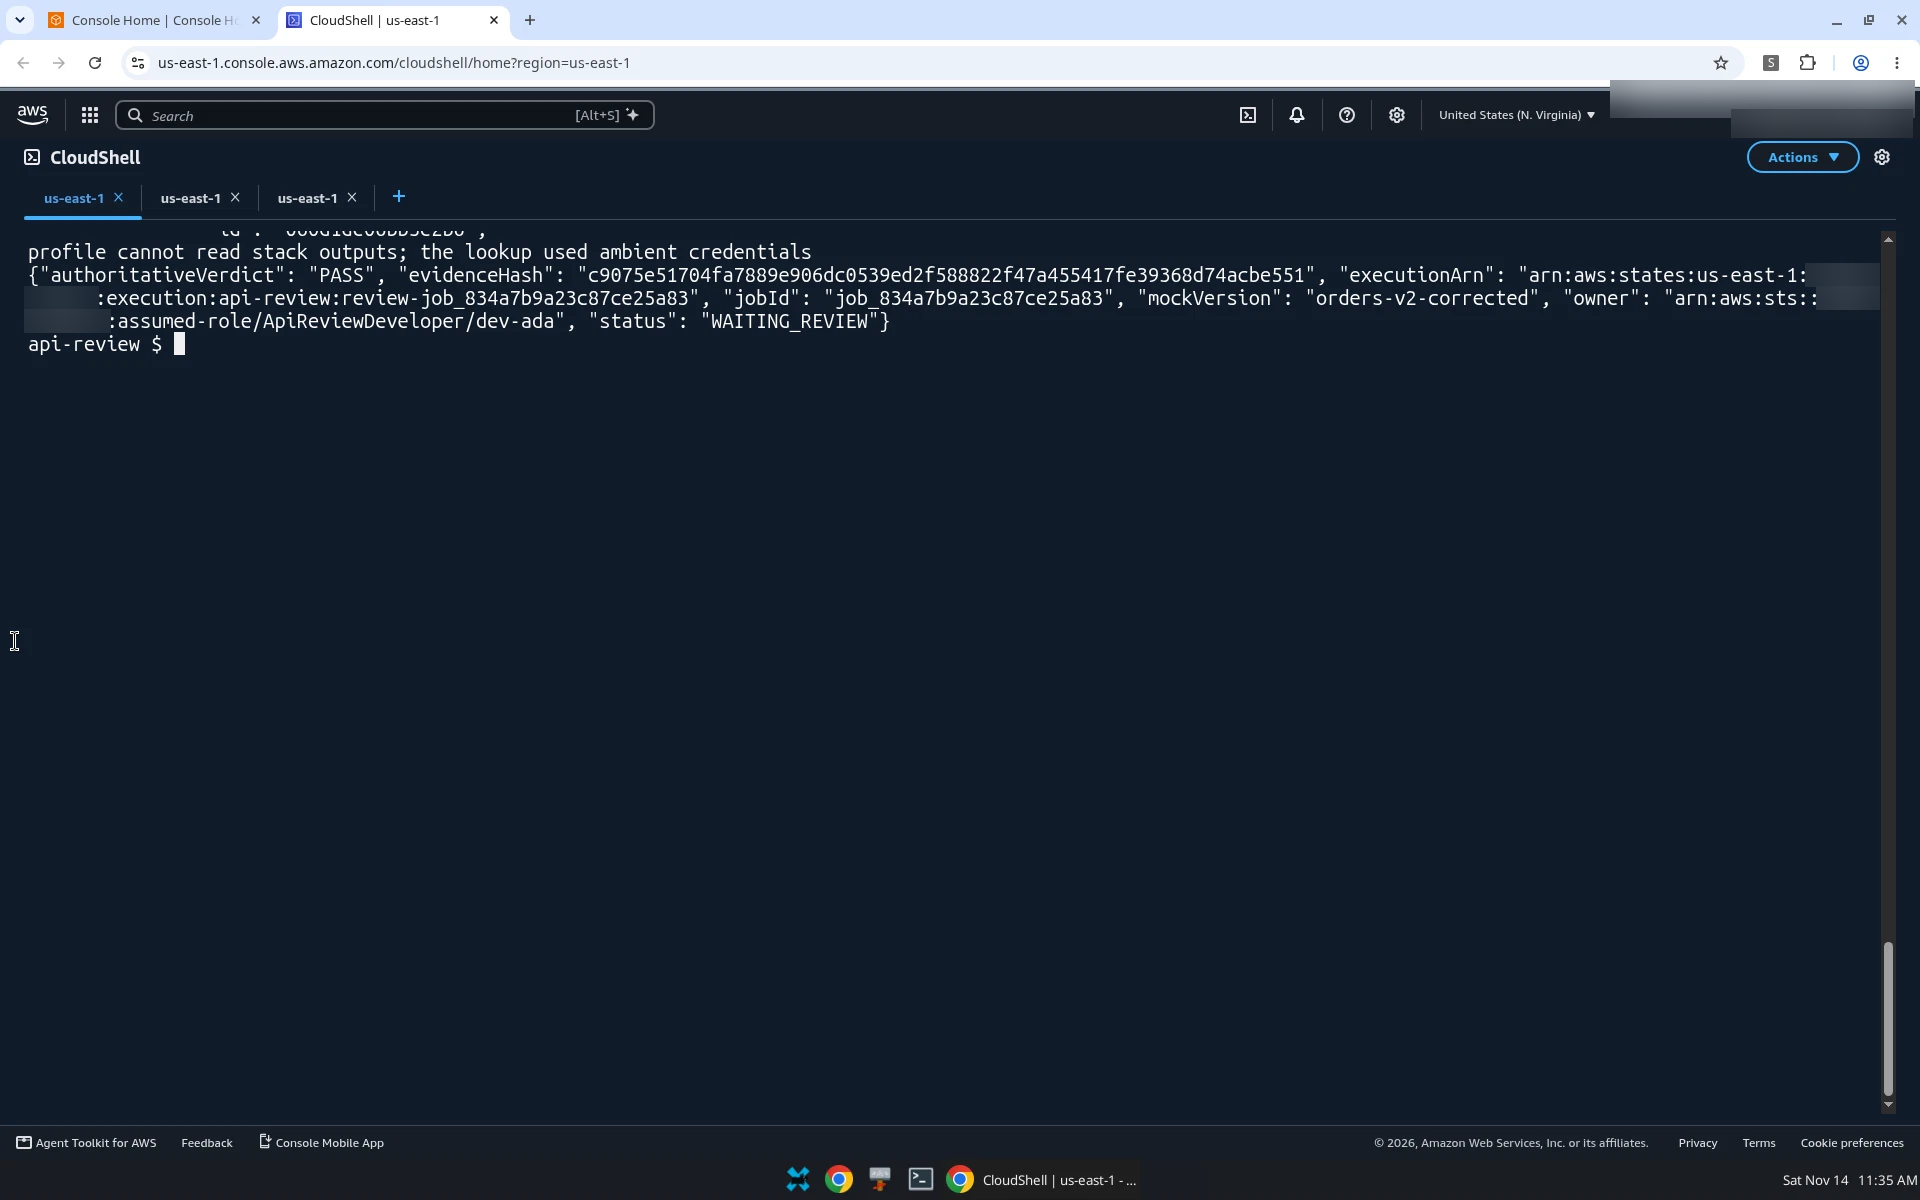 Console Home | Console Ho
CloudShell | us-east-1
us-east-1.console.aws.amazon.com/cloudshell/home?region=us-east-1
S
aws
Search
[Alt+S]
United States (N. Virginia)
CloudShell
Actions
us-east-1
us-east-1
us-east-1
profile cannot read stack outputs; the lookup used ambient credentials
{"authoritativeVerdict": "PASS", "evidenceHash": "c9075e51704fa7889e906dc0539ed2f588822f47a455417fe39368d74acbe551", "executionArn": "arn:aws:states:us-east-1:
:execution:api-review:review-job_834a7b9a23c87ce25a83", "jobId": "job_834a7b9a23c87ce25a83", "mockVersion": "orders-v2-corrected", "owner": "arn:aws:sts::
:assumed-role/ApiReviewDeveloper/dev-ada", "status": "WAITING_REVIEW"}
api-review $
Agent Toolkit for AWS
Feedback
Console Mobile App
© 2026, Amazon Web Services, Inc. or its affiliates.
Privacy
Terms
Cookie preferences
CloudShell | us-east-1 - ...
Sat Nov 14 11:35 AM